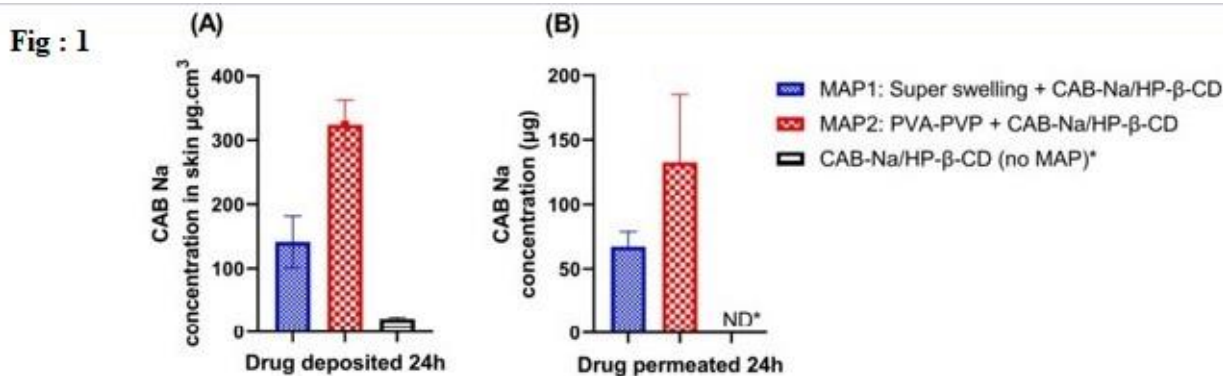 Fig : 1
(A)
CAB Na
concentration in skin µg.cm³
400
300
200
100
0
Drug deposited 24h
(B)
CAB Na
concentration (µg)
200
150
100
50
0
ND*
Drug permeated 24h
MAP1: Super swelling + CAB-Na/HP-β-CD
MAP2: PVA-PVP + CAB-Na/HP-β-CD
CAB-Na/HP-β-CD (no MAP)*